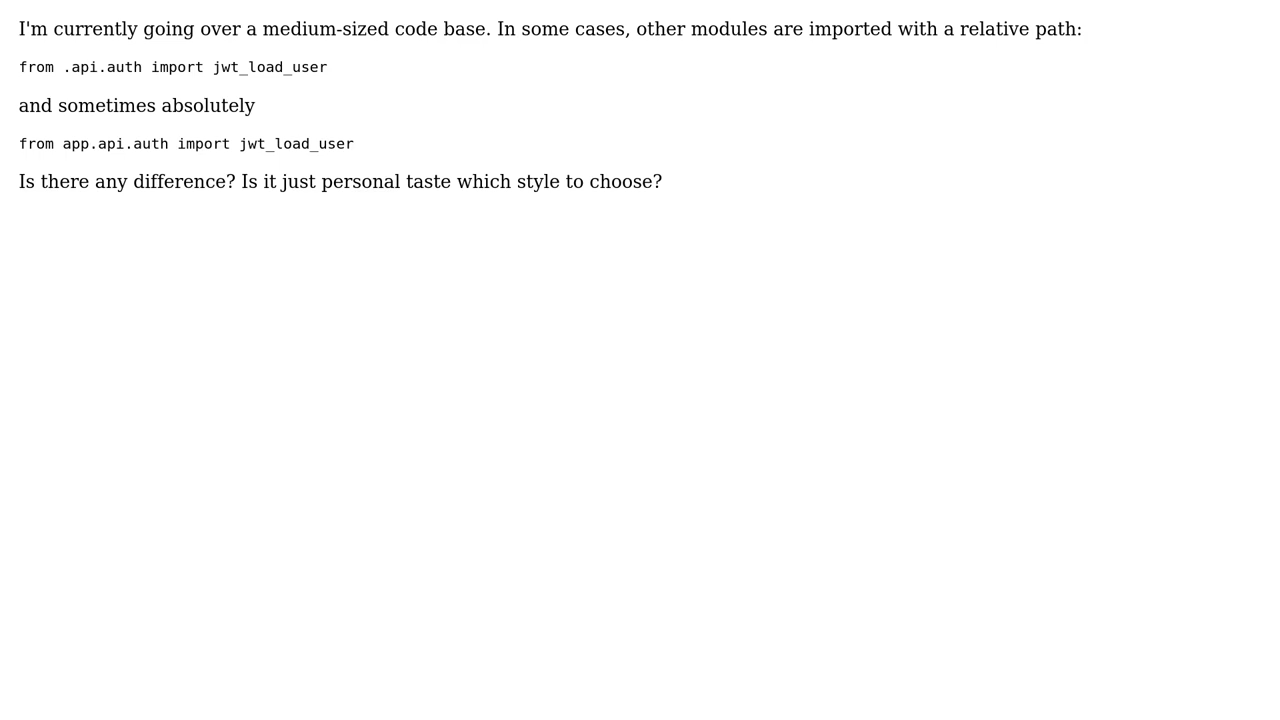 I'm currently going over a medium-sized code base. In some cases, other modules are imported with a relative path:
from .api.auth import jwt_load_user
and sometimes absolutely
from app.api.auth import jwt_load_user
Is there any difference? Is it just personal taste which style to choose?